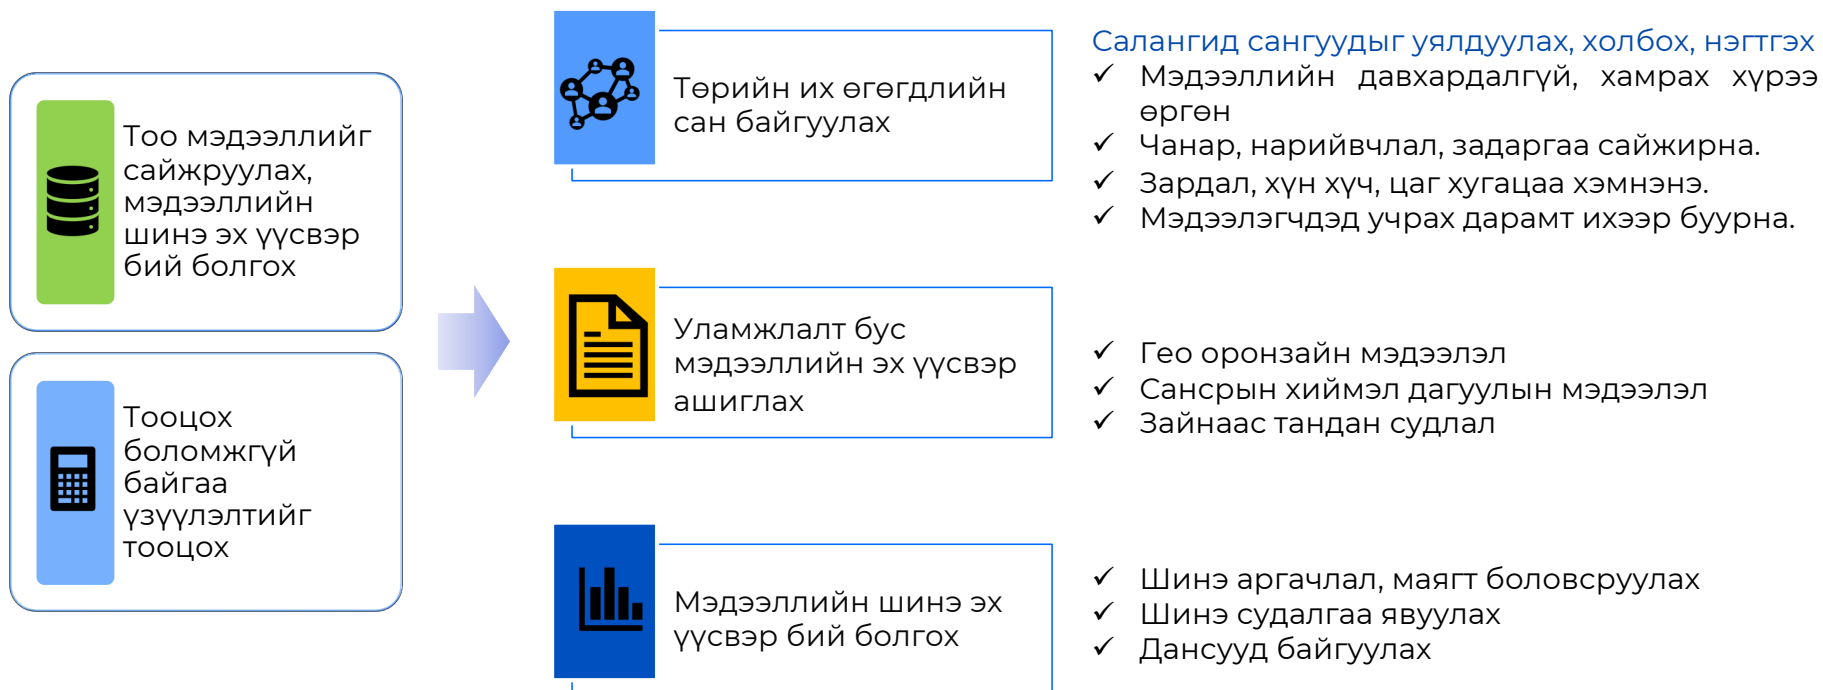 Тоо мэдээллийг
сайжруулах,
мэдээллийн
шинэ эх үүсвэр
бий болгох
Тооцох
боломжгүй
байгаа
үзүүлэлтийг
тооцох
Төрийн их өгөгдлийн
сан байгуулах
Салангид сангуудыг уялдуулах, холбох, нэгтгэх
✓ Мэдээллийн давхардалгүй, хамрах хүрээ
өргөн
✓ Чанар, нарийвчлал, задаргаа сайжирна.
✓ Зардал, хүн хүч, цаг хугацаа хэмнэнэ.
✓ Мэдээлэгчдэд учрах дарамт ихээр буурна.
Уламжлалт бус
мэдээллийн эх үүсвэр
ашиглах
✓ Гео оронзайн мэдээлэл
✓ Сансрын хиймэл дагуулын мэдээлэл
✓ Зайнаас тандан судлал
Мэдээллийн шинэ эх
үүсвэр бий болгох
✓ Шинэ аргачлал, маягт боловсруулах
✓ Шинэ судалгаа явуулах
✓ Дансууд байгуулах